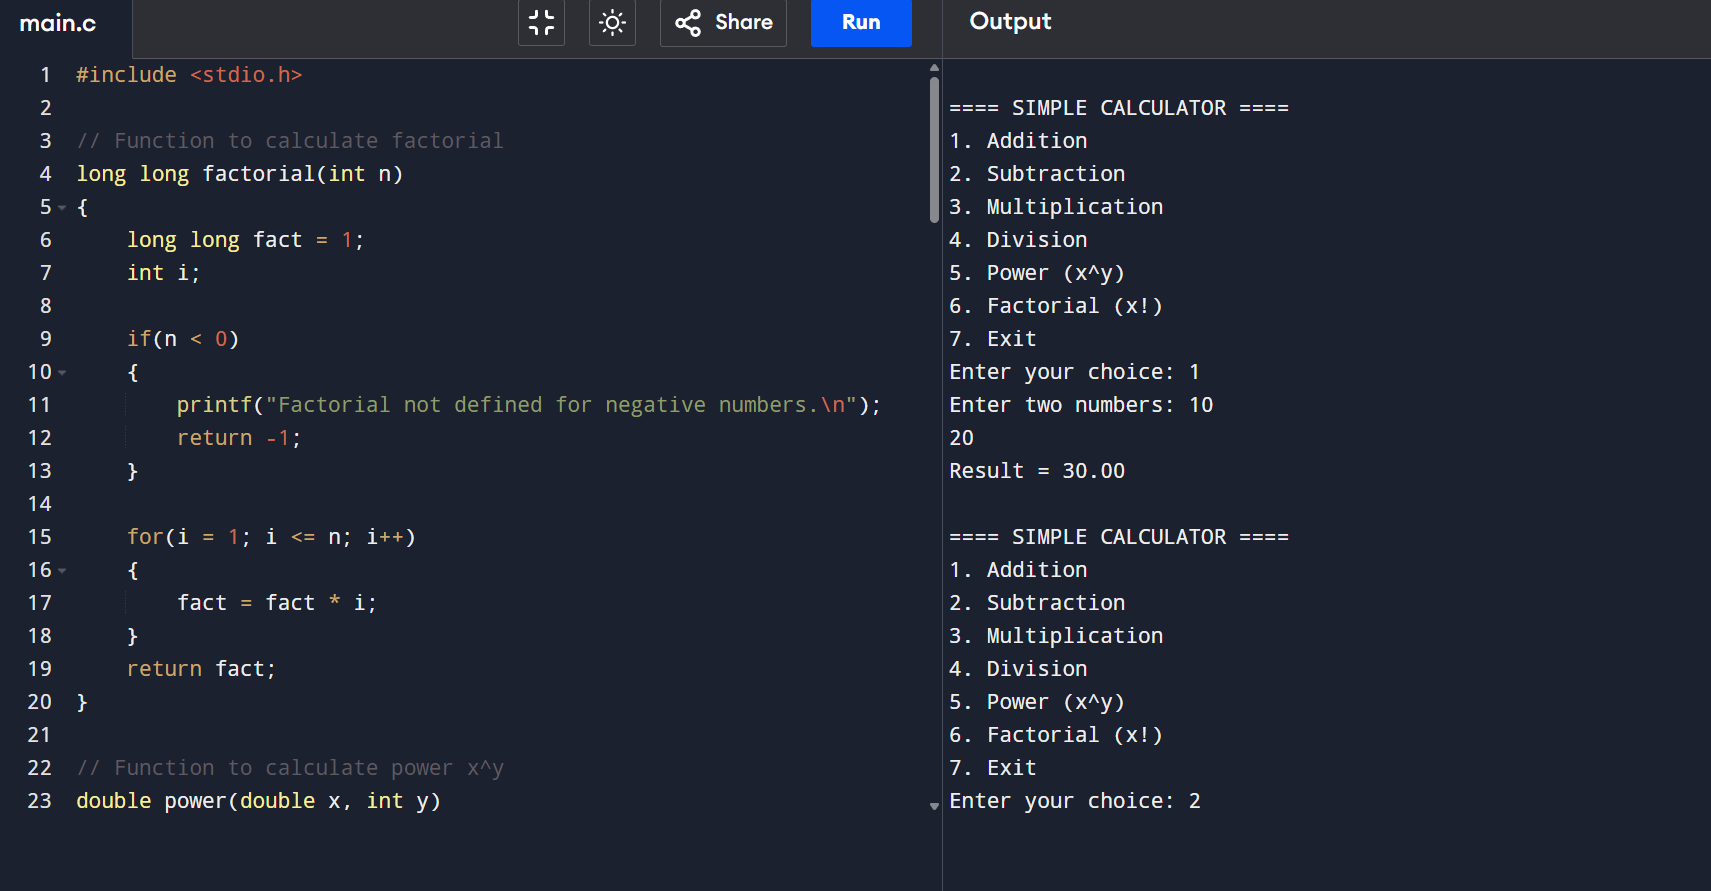 main.c
Share
Run
Output
1 #include <stdio.h>
2
3 // Function to calculate factorial
4 long long factorial(int n)
5 {
6     long long fact = 1;
7     int i;
8
9     if(n < 0)
10     {
11         printf("Factorial not defined for negative numbers.\n");
12         return -1;
13     }
14
15     for(i = 1; i <= n; i++)
16     {
17         fact = fact * i;
18     }
19     return fact;
20 }
21
22 // Function to calculate power x^y
23 double power(double x, int y)
==== SIMPLE CALCULATOR ====
1. Addition
2. Subtraction
3. Multiplication
4. Division
5. Power (x^y)
6. Factorial (x!)
7. Exit
Enter your choice: 1
Enter two numbers: 10
20
Result = 30.00
==== SIMPLE CALCULATOR ====
1. Addition
2. Subtraction
3. Multiplication
4. Division
5. Power (x^y)
6. Factorial (x!)
7. Exit
Enter your choice: 2